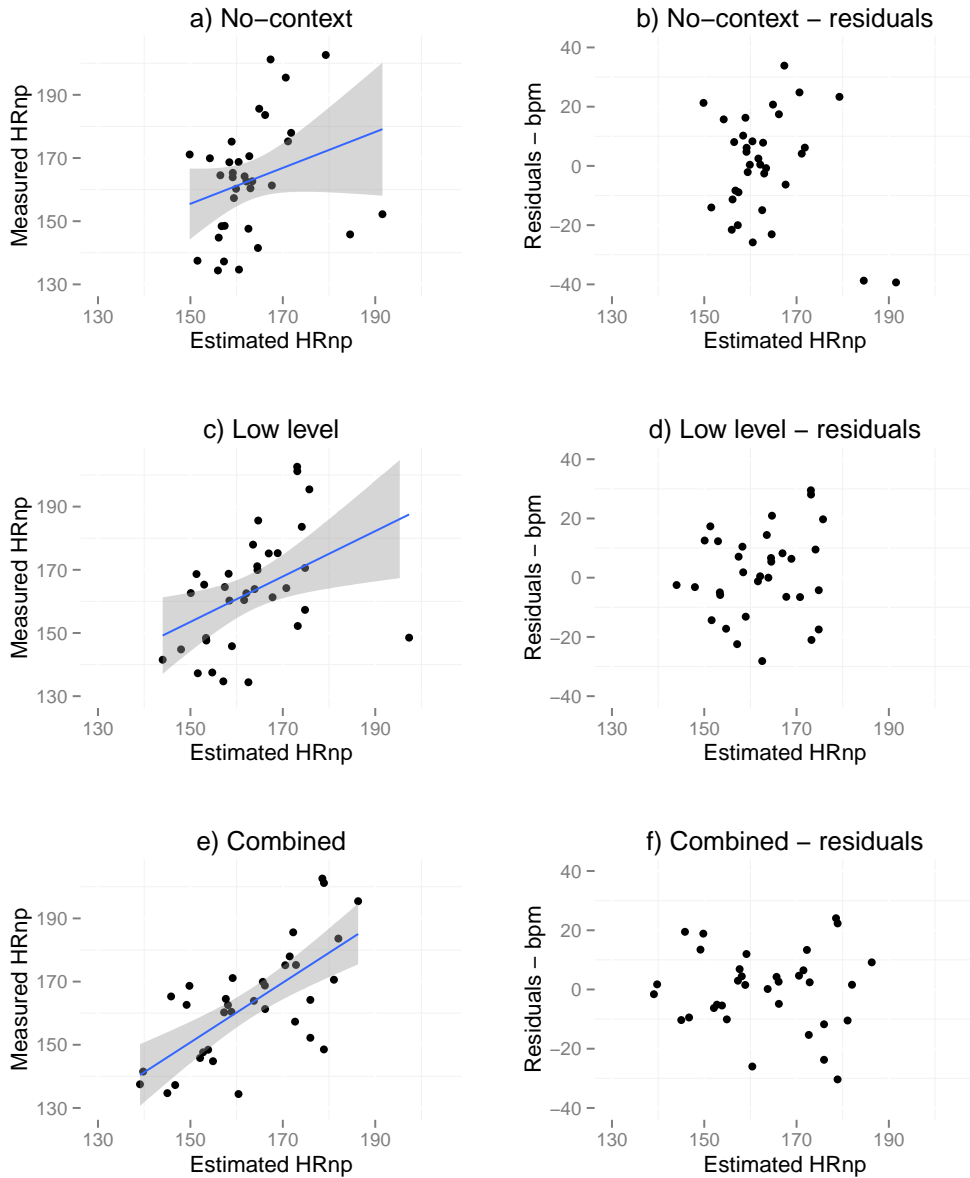 a) No−context
b) No−context − residuals
Measured HRnp
190
170
150
130
130
150
170
190
Estimated HRnp
Residuals − bpm
40
20
0
−20
−40
130
150
170
190
Estimated HRnp
c) Low level
d) Low level − residuals
Measured HRnp
190
170
150
130
130
150
170
190
Estimated HRnp
Residuals − bpm
40
20
0
−20
−40
130
150
170
190
Estimated HRnp
e) Combined
f) Combined − residuals
Measured HRnp
190
170
150
130
130
150
170
190
Estimated HRnp
Residuals − bpm
40
20
0
−20
−40
130
150
170
190
Estimated HRnp